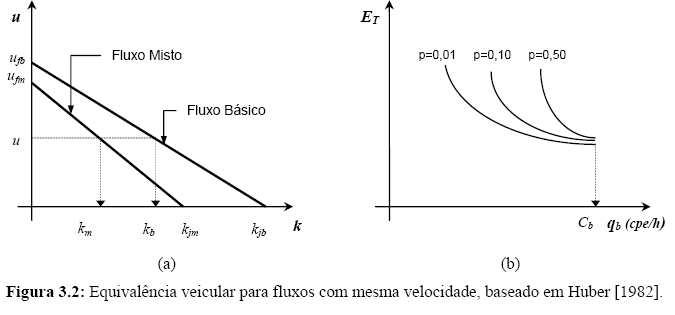 u
u_fb
u_fm
u
Fluxo Misto
Fluxo Básico
k_m
k_b
k_jm
k_jb
k
(a)
E_T
p=0,01
p=0,10
p=0,50
C_b
q_b (cpe/h)
(b)
Figura 3.2: Equivalência veicular para fluxos com mesma velocidade, baseado em Huber [1982].